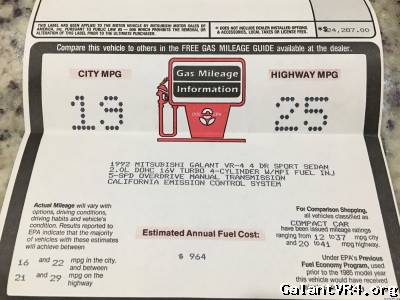 THIS LABEL HAS BEEN APPLIED BY MITSUBISHI MOTOR SALES OF
AMERICA, INC. PURSUANT TO PUBLIC LAW 85 — 506 WHICH PROHIBITS THE REMOVAL OR
ALTERATION OF THIS LABEL PRIOR TO THE ULTIMATE PURCHASER.
* DOES NOT INCLUDE DEALER INSTALLED OPTIONS &
ACCESSORIES, LOCAL TAXES OR LICENSE FEES.
*$24,207.00
Compare this vehicle to others in the FREE GAS MILEAGE GUIDE available at the dealer.
CITY MPG
19
Gas Mileage
Information
HIGHWAY MPG
25
1992 MITSUBISHI GALANT VR-4 4 DR SPORT SEDAN
2.0L DOHC 16V TURBO 4-CYLINDER W/MPI FUEL INJ
5-SPD OVERDRIVE MANUAL TRANSMISSION
CALIFORNIA EMISSION CONTROL SYSTEM
Actual Mileage will vary with
options, driving conditions,
driving habits and vehicle's
condition. Results reported to
EPA indicate that the majority
of vehicles with these estimates
will achieve between
16 and 22 mpg in the city,
and between
21 and 29 mpg on the
highway
Estimated Annual Fuel Cost:
$ 964
For Comparison Shopping,
all vehicles classified as
COMPACT CAR
have been issued mileage ratings
ranging from 12 to 37 mpg city
and 20 to 41 mpg highway.
Under EPA's Previous
Fuel Economy Program, used
prior to the 1985 model year
this vehicle would have received
GalantVR4.org